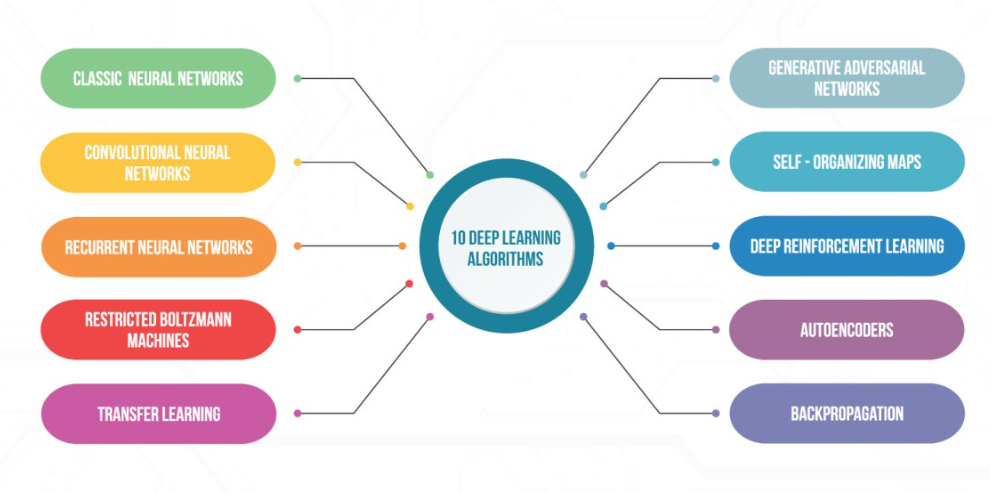 CLASSIC NEURAL NETWORKS
CONVOLUTIONAL NEURAL
NETWORKS
RECURRENT NEURAL NETWORKS
RESTRICTED BOLTZMANN
MACHINES
TRANSFER LEARNING
10 DEEP LEARNING
ALGORITHMS
GENERATIVE ADVERSARIAL
NETWORKS
SELF - ORGANIZING MAPS
DEEP REINFORCEMENT LEARNING
AUTOENCODERS
BACKPROPAGATION